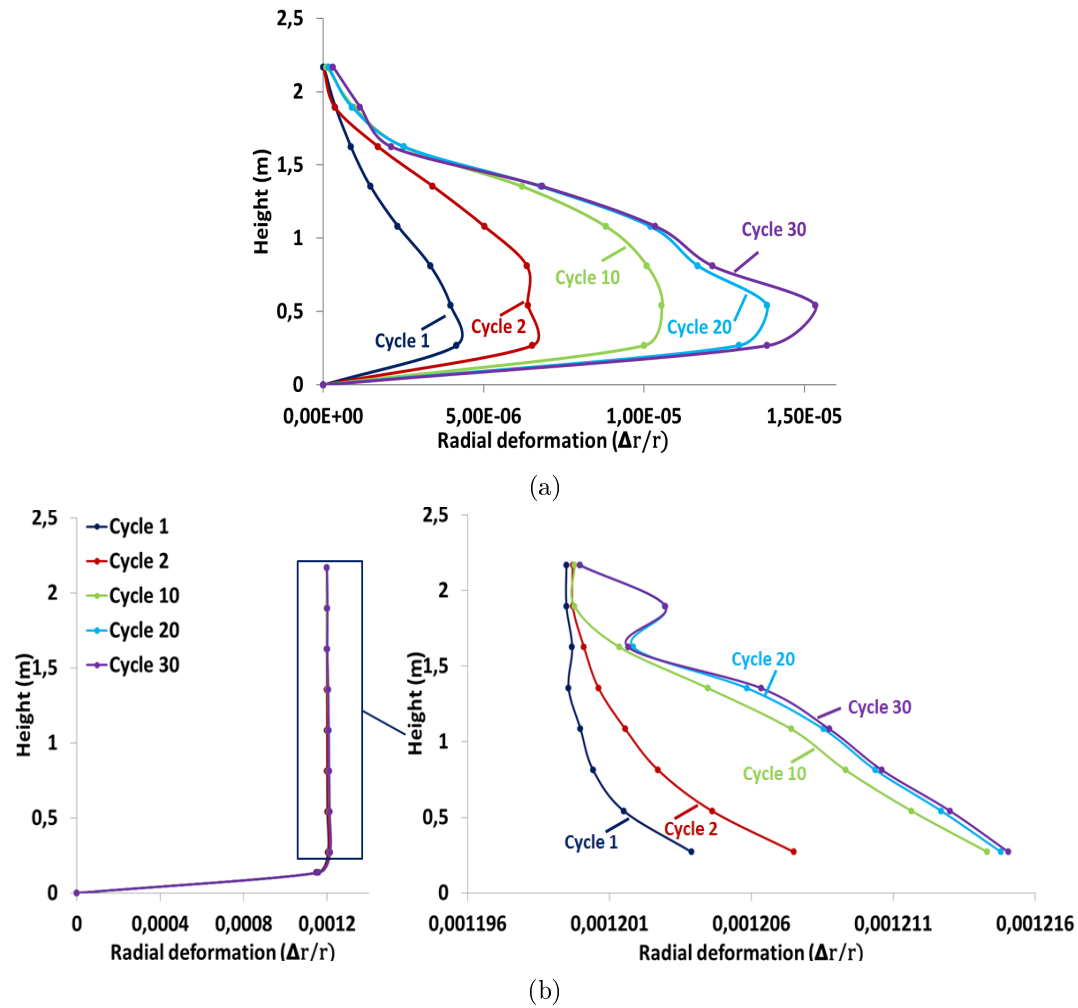 2,5
2
1,5
1
0,5
0
Height (m)
Cycle 30
Cycle 10
Cycle 20
Cycle 2
Cycle 1
0,00E+00 5,00E-06 1,00E-05 1,50E-05
Radial deformation (Δr/r)
(a)
2,5
2
1,5
1
0,5
0
Height (m)
Cycle 1
Cycle 2
Cycle 10
Cycle 20
Cycle 30
0 0,0004 0,0008 0,0012
Radial deformation (Δr/r)
2,5
2
1,5
1
0,5
0
Height (m)
Cycle 20
Cycle 30
Cycle 10
Cycle 2
Cycle 1
0,001196 0,001201 0,001206 0,001211 0,001216
Radial deformation (Δr/r)
(b)